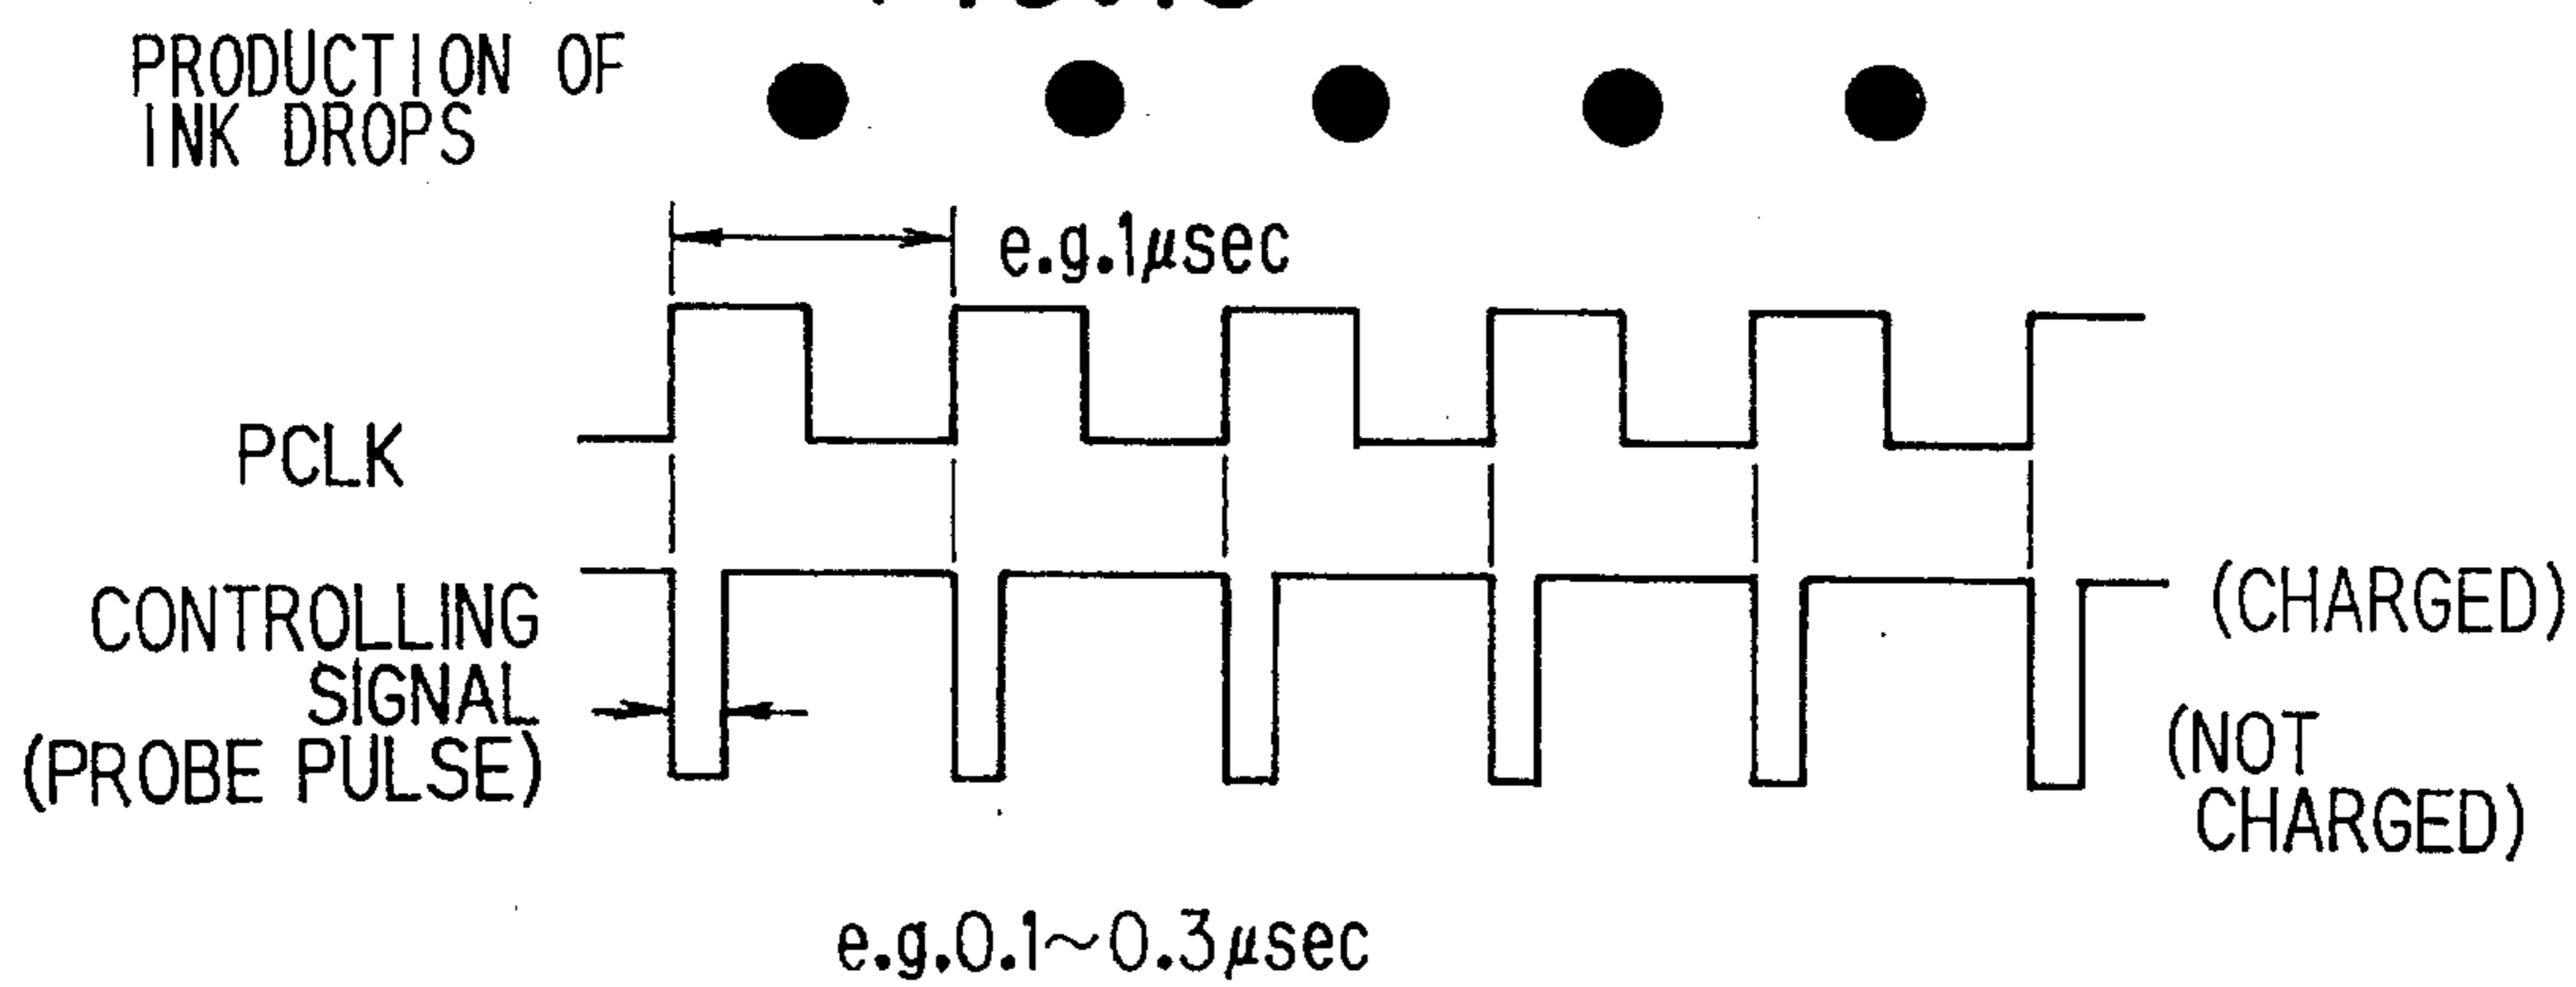 PRODUCTION OF
INK DROPS
e.g.1μsec
PCLK
CONTROLLING
SIGNAL
(PROBE PULSE)
(CHARGED)
(NOT
CHARGED)
e.g.0.1~0.3μsec